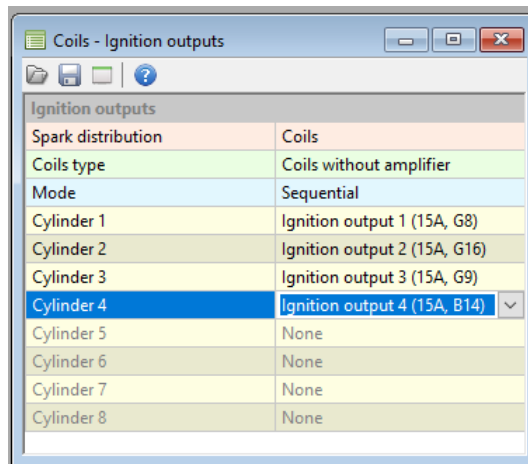 Coils - Ignition outputs
Ignition outputs
Spark distribution Coils
Coils type Coils without amplifier
Mode Sequential
Cylinder 1 Ignition output 1 (15A, G8)
Cylinder 2 Ignition output 2 (15A, G16)
Cylinder 3 Ignition output 3 (15A, G9)
Cylinder 4 Ignition output 4 (15A, B14)
Cylinder 5 None
Cylinder 6 None
Cylinder 7 None
Cylinder 8 None